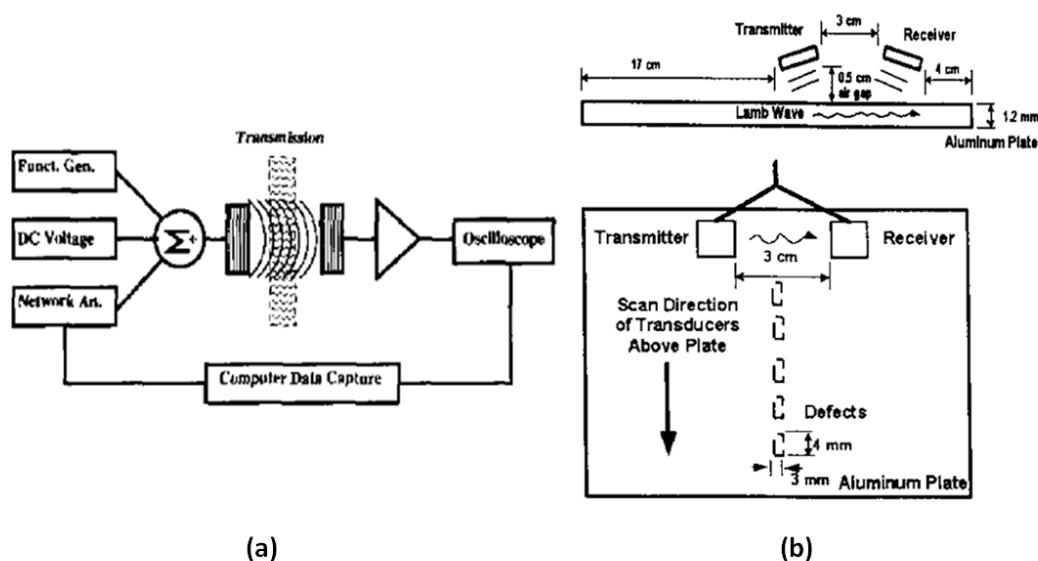 Transmission
Funct. Gen.
DC Voltage
Network An.
Σ+
Oscilloscope
Computer Data Capture
(a)
Transmitter
3 cm
Receiver
17 cm
0.5 cm
air gap
4 cm
Lamb Wave
1.2 mm
Aluminum Plate
Transmitter
Receiver
3 cm
Scan Direction
of Transducers
Above Plate
Defects
4 mm
3 mm
Aluminum Plate
(b)